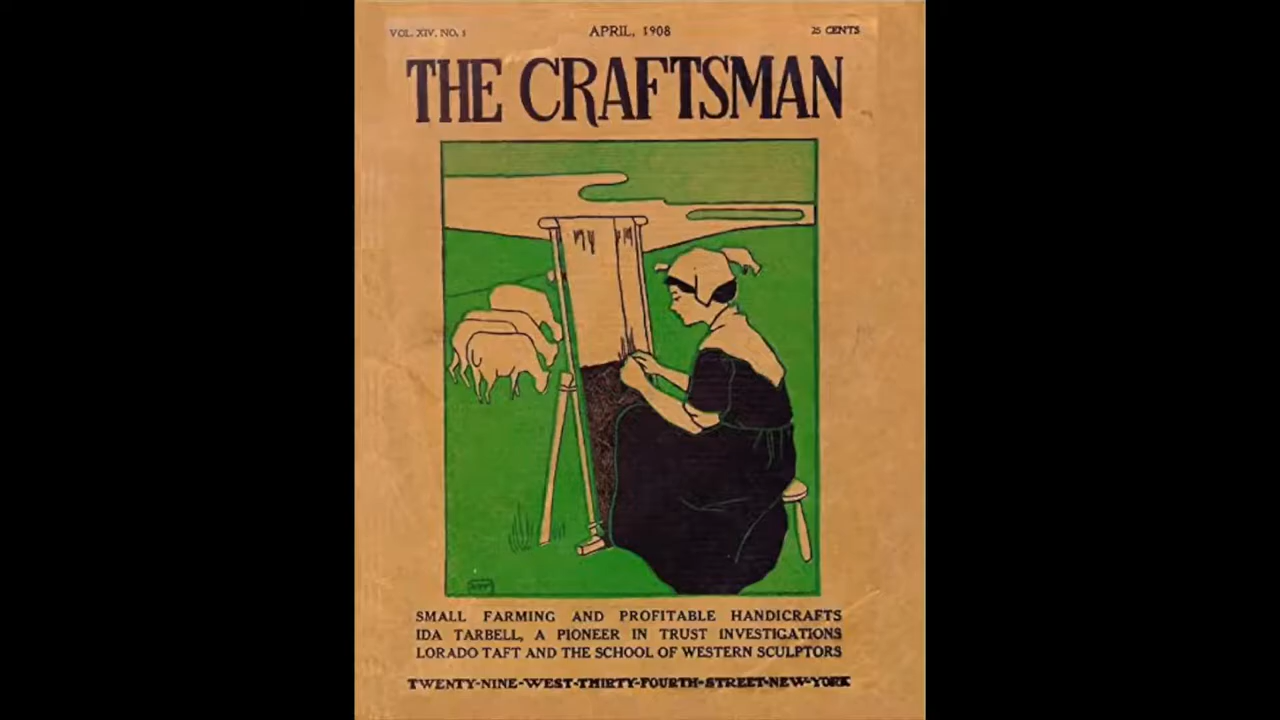 VOL. XIV, NO. 1
APRIL, 1908
25 CENTS
THE CRAFTSMAN
SMALL FARMING AND PROFITABLE HANDICRAFTS
IDA TARBELL, A PIONEER IN TRUST INVESTIGATIONS
LORADO TAFT AND THE SCHOOL OF WESTERN SCULPTORS
TWENTY-NINE-WEST-THIRTY-FOURTH-STREET-NEW-YORK